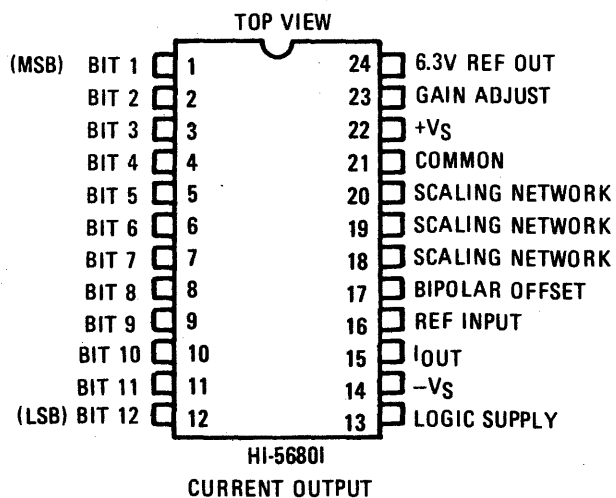 TOP VIEW
(MSB) BIT 1 1 24 6.3V REF OUT
BIT 2 2 23 GAIN ADJUST
BIT 3 3 22 +VS
BIT 4 4 21 COMMON
BIT 5 5 20 SCALING NETWORK
BIT 6 6 19 SCALING NETWORK
BIT 7 7 18 SCALING NETWORK
BIT 8 8 17 BIPOLAR OFFSET
BIT 9 9 16 REF INPUT
BIT 10 10 15 IOUT
BIT 11 11 14 –VS
(LSB) BIT 12 12 13 LOGIC SUPPLY
HI-5680I
CURRENT OUTPUT